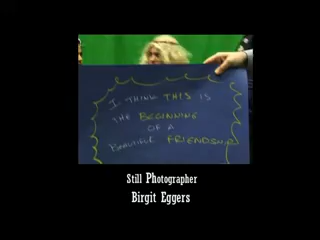 I THINK THIS IS
THE BEGINNING
OF A
BEAUTIFUL FRIENDSHIP
Still Photographer
Birgit Eggers